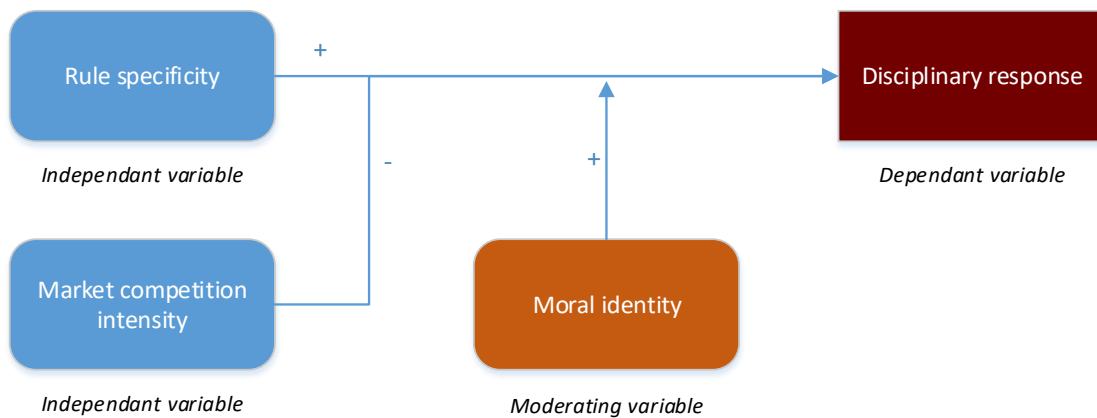 Rule specificity
+
Disciplinary response
Independant variable
-
+
Dependant variable
Market competition
intensity
Moral identity
Independant variable
Moderating variable